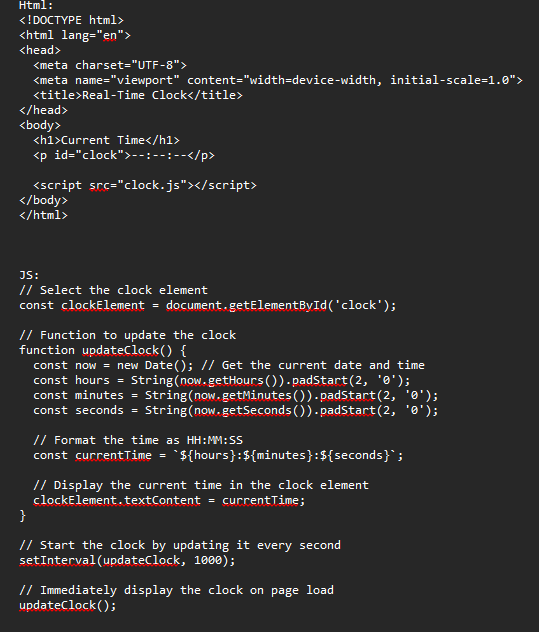 Html:
<!DOCTYPE html>
<html lang="en">
<head>
  <meta charset="UTF-8">
  <meta name="viewport" content="width=device-width, initial-scale=1.0">
  <title>Real-Time Clock</title>
</head>
<body>
  <h1>Current Time</h1>
  <p id="clock">--:--:--</p>

  <script src="clock.js"></script>
</body>
</html>

JS:
// Select the clock element
const clockElement = document.getElementById('clock');

// Function to update the clock
function updateClock() {
  const now = new Date(); // Get the current date and time
  const hours = String(now.getHours()).padStart(2, '0');
  const minutes = String(now.getMinutes()).padStart(2, '0');
  const seconds = String(now.getSeconds()).padStart(2, '0');

  // Format the time as HH:MM:SS
  const currentTime = `${hours}:${minutes}:${seconds}`;

  // Display the current time in the clock element
  clockElement.textContent = currentTime;
}

// Start the clock by updating it every second
setInterval(updateClock, 1000);

// Immediately display the clock on page load
updateClock();